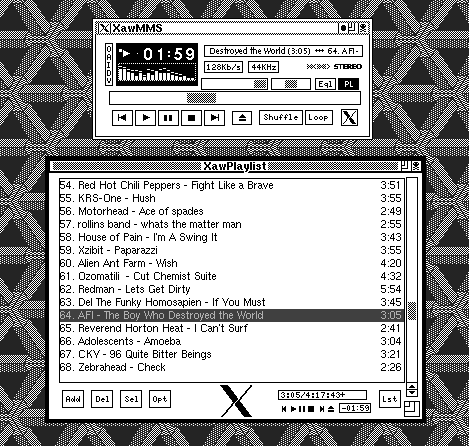 XawMMS
O
A
I
D
V
01:59
Destroyed the World (3:05) *** 64. AFI-
128Kb/s 44KHz STEREO
Eql PL
Shuffle Loop
XawPlaylist
54. Red Hot Chili Peppers - Fight Like a Brave 3:51
55. KRS-One - Hush 3:55
56. Motorhead - Ace of spades 2:49
57. rollins band - whats the matter man 2:55
58. House of Pain - I'm A Swing It 3:43
59. Xzibit - Paparazzi 3:55
60. Alien Ant Farm - Wish 4:20
61. Ozomatili - Cut Chemist Suite 4:32
62. Redman - Lets Get Dirty 5:54
63. Del The Funky Homosapien - If You Must 3:45
64. AFI - The Boy Who Destroyed the World 3:05
65. Reverend Horton Heat - I Can't Surf 2:41
66. Adolescents - Amoeba 3:04
67. CKY - 96 Quite Bitter Beings 3:21
68. Zebrahead - Check 2:26
3:05/4:17:43+
Add Del Sel Opt Lst
-01:59